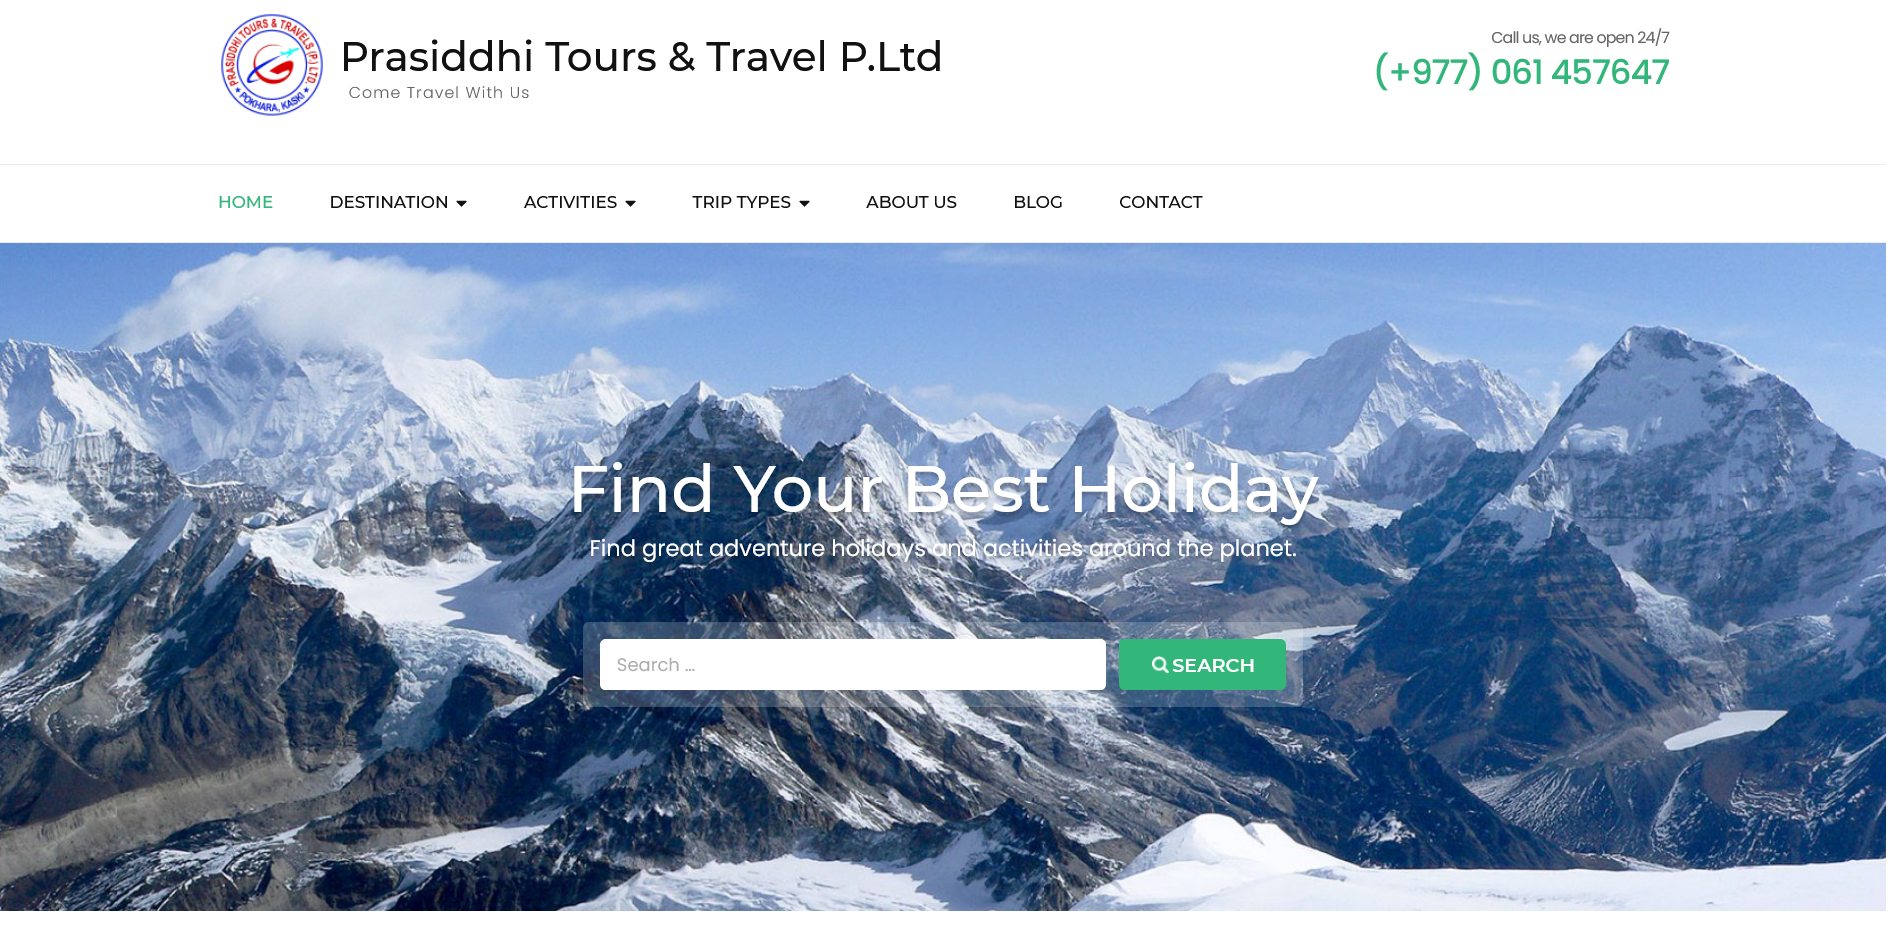 PRASIDDHI TOURS & TRAVELS (P.) LTD.
POKHARA, KASKI
Prasiddhi Tours & Travel P.Ltd
Come Travel With Us
Call us, we are open 24/7
(+977) 061 457647
HOME DESTINATION ACTIVITIES TRIP TYPES ABOUT US BLOG CONTACT
Find Your Best Holiday
Find great adventure holidays and activities around the planet.
Search ... SEARCH